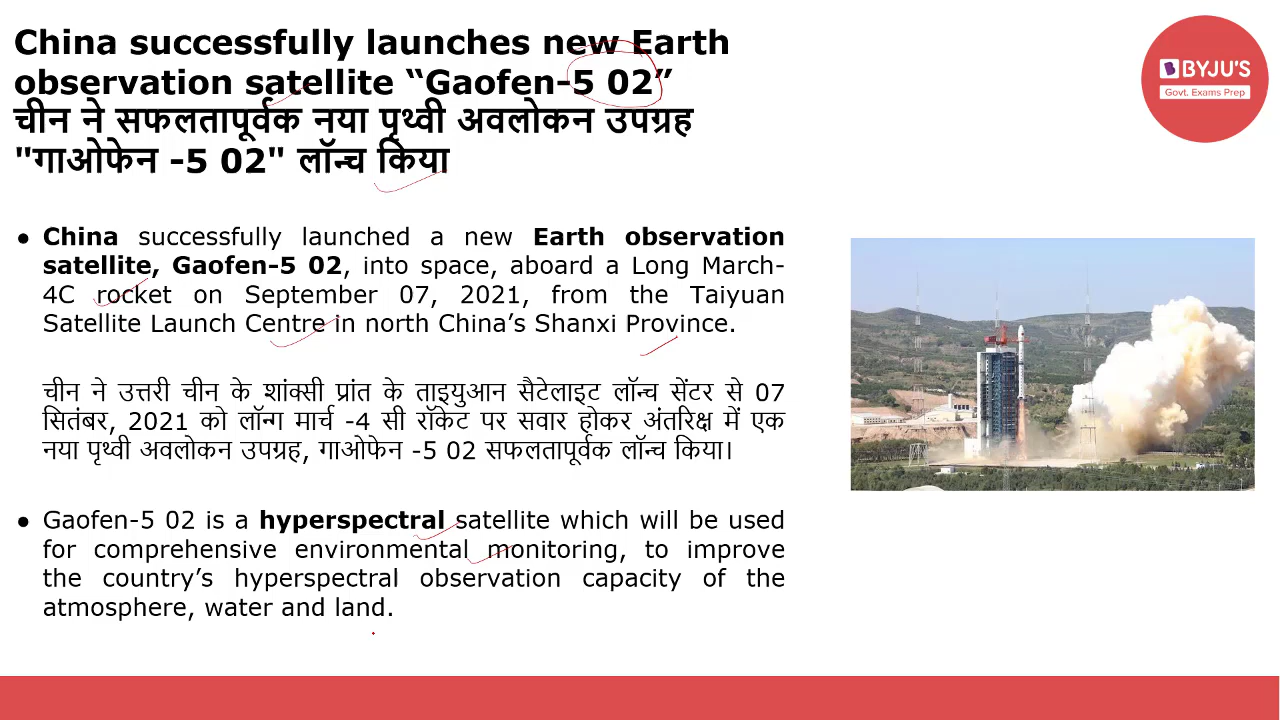 China successfully launches new Earth
observation satellite “Gaofen-5 02”
चीन ने सफलतापूर्वक नया पृथ्वी अवलोकन उपग्रह
"गाओफेन -5 02" लॉन्च किया
BYJU'S
Govt. Exams Prep
● China successfully launched a new Earth observation
satellite, Gaofen-5 02, into space, aboard a Long March-
4C rocket on September 07, 2021, from the Taiyuan
Satellite Launch Centre in north China’s Shanxi Province.
चीन ने उत्तरी चीन के शांक्सी प्रांत के ताइयुआन सैटेलाइट लॉन्च सेंटर से 07
सितंबर, 2021 को लॉन्ग मार्च -4 सी रॉकेट पर सवार होकर अंतरिक्ष में एक
नया पृथ्वी अवलोकन उपग्रह, गाओफेन -5 02 सफलतापूर्वक लॉन्च किया।
● Gaofen-5 02 is a hyperspectral satellite which will be used
for comprehensive environmental monitoring, to improve
the country’s hyperspectral observation capacity of the
atmosphere, water and land.